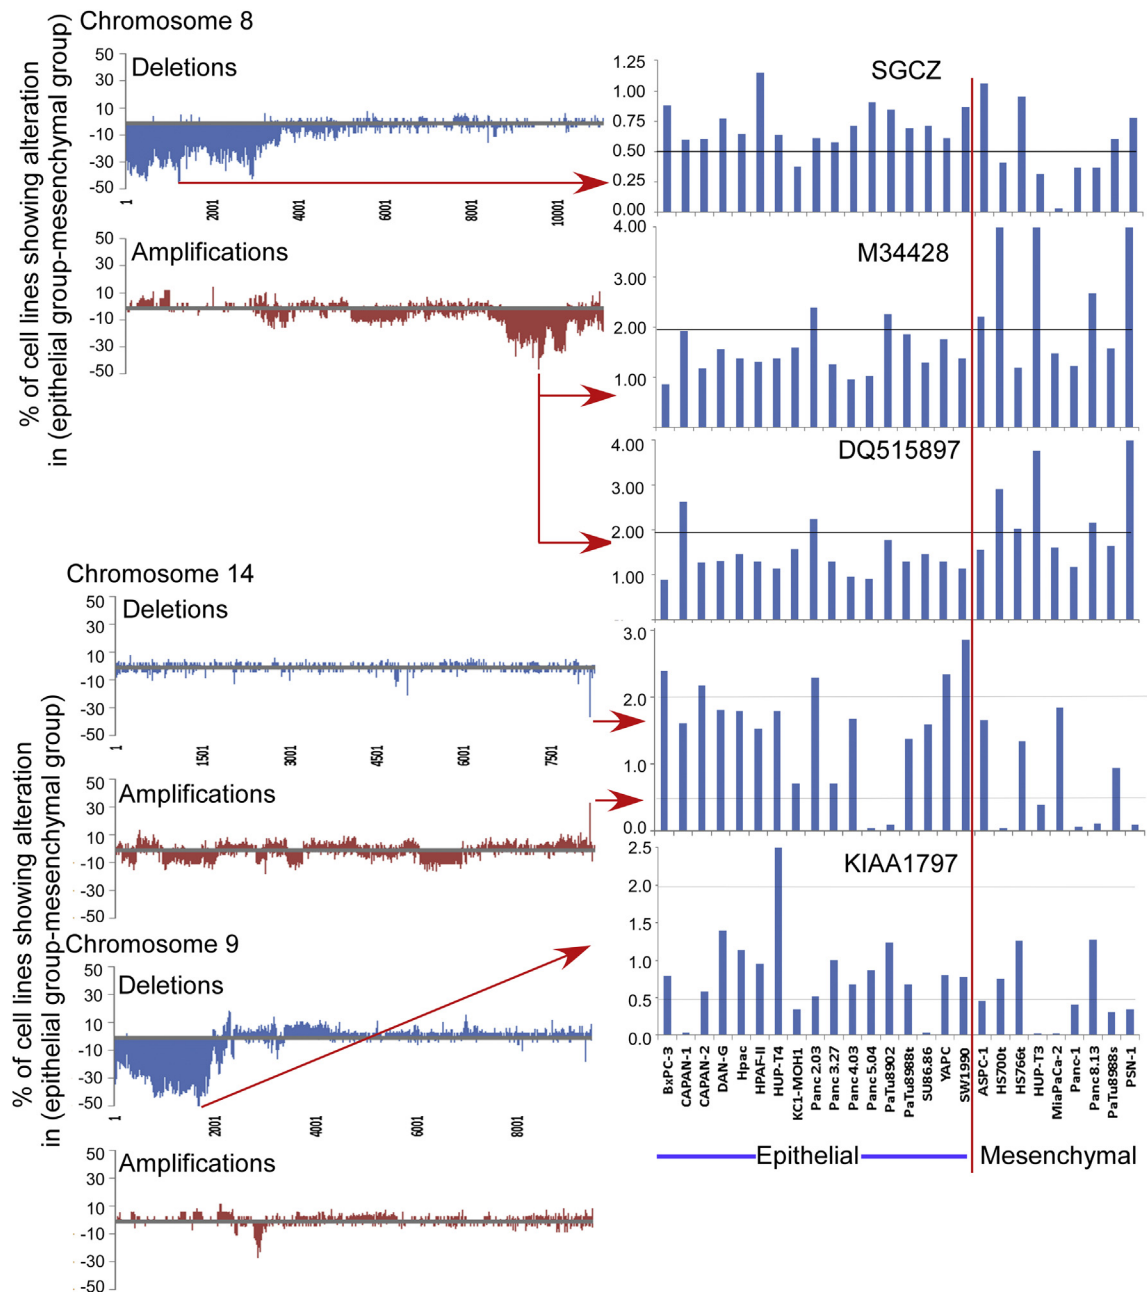 Chromosome 8
% of cell lines showing alteration
in (epithelial group-mesenchymal group)
Deletions
50
30
10
-10
-30
-50
1
2001
4001
6001
8001
10001
Amplifications
50
30
10
-10
-30
-50
SGCZ
1.25
1.00
0.75
0.50
0.25
0.00
M34428
4.00
3.00
2.00
1.00
DQ515897
4.00
3.00
2.00
1.00
Chromosome 14
% of cell lines showing alteration
in (epithelial group-mesenchymal group)
Deletions
50
30
10
-10
-30
-50
1
1501
3001
4501
6001
7501
Amplifications
50
30
10
-10
-30
-50
3.0
2.0
1.0
0.0
Chromosome 9
Deletions
50
30
10
-10
-30
-50
1
2001
4001
6001
8001
Amplifications
50
30
10
-10
-30
-50
KIAA1797
2.5
2.0
1.5
1.0
0.5
0.0
BxPC-3
CAPAN-1
CAPAN-2
DAN-G
Hpac
HPAF-II
HUP-T4
KC1-MOH1
Panc 2.03
Panc 3.27
Panc 4.03
Panc 5.04
PaTu8902
PaTu8988t
SU86.86
YAPC
SW1990
ASPC-1
HS700t
HS766t
HUP-T3
MiaPaCa-2
Panc-1
Panc8.13
PaTu8988s
PSN-1
Epithelial
Mesenchymal